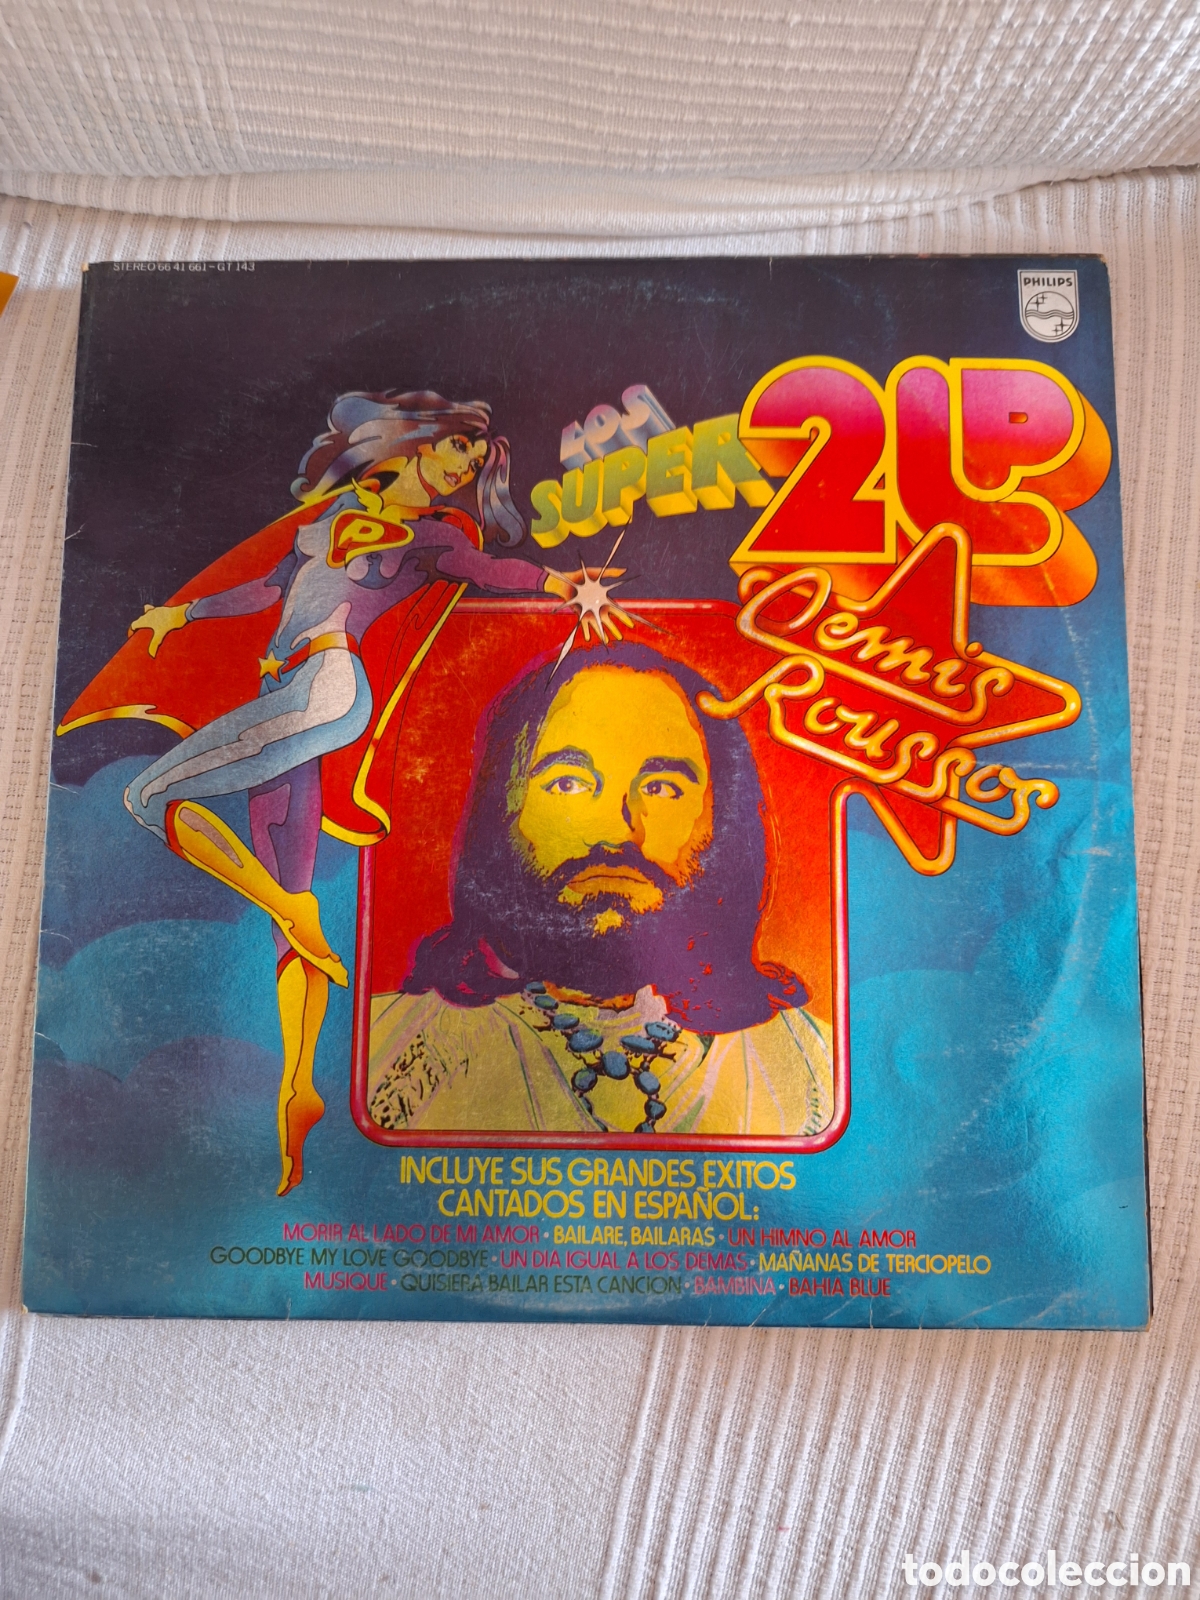 STEREO 66 41 661 - GT 143
PHILIPS
LOS
SUPER
2LP
Demis
Roussos
P
INCLUYE SUS GRANDES EXITOS
CANTADOS EN ESPAÑOL:
MORIR AL LADO DE MI AMOR · BAILARE, BAILARAS · UN HIMNO AL AMOR
GOODBYE MY LOVE GOODBYE · UN DIA IGUAL A LOS DEMAS · MAÑANAS DE TERCIOPELO
MUSIQUE · QUISIERA BAILAR ESTA CANCION · BAMBINA · BAHIA BLUE
todocoleccion